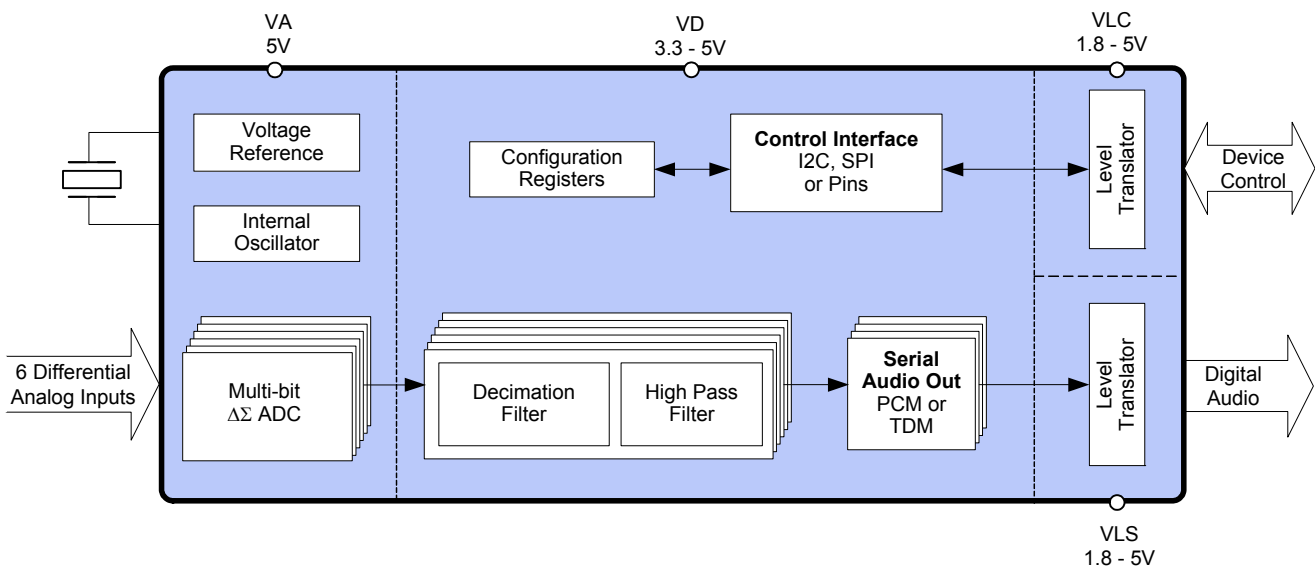 VA
5V
VD
3.3 - 5V
VLC
1.8 - 5V
Voltage
Reference
Internal
Oscillator
Configuration
Registers
Control Interface
I2C, SPI
or Pins
Level
Translator
Device
Control
6 Differential
Analog Inputs
Multi-bit
ΔΣ ADC
Decimation
Filter
High Pass
Filter
Serial
Audio Out
PCM or
TDM
Level
Translator
Digital
Audio
VLS
1.8 - 5V